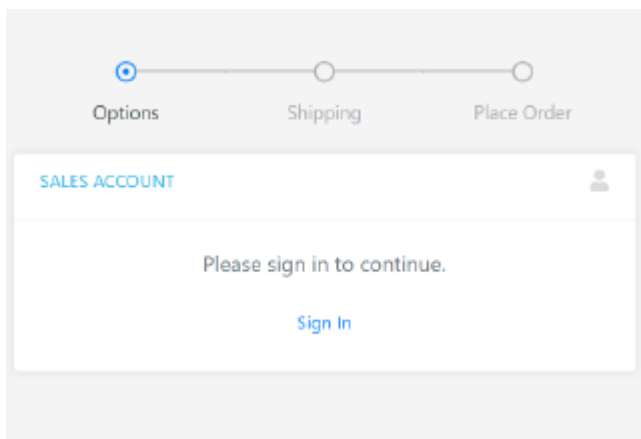 Options Shipping Place Order
SALES ACCOUNT
Please sign in to continue.
Sign In